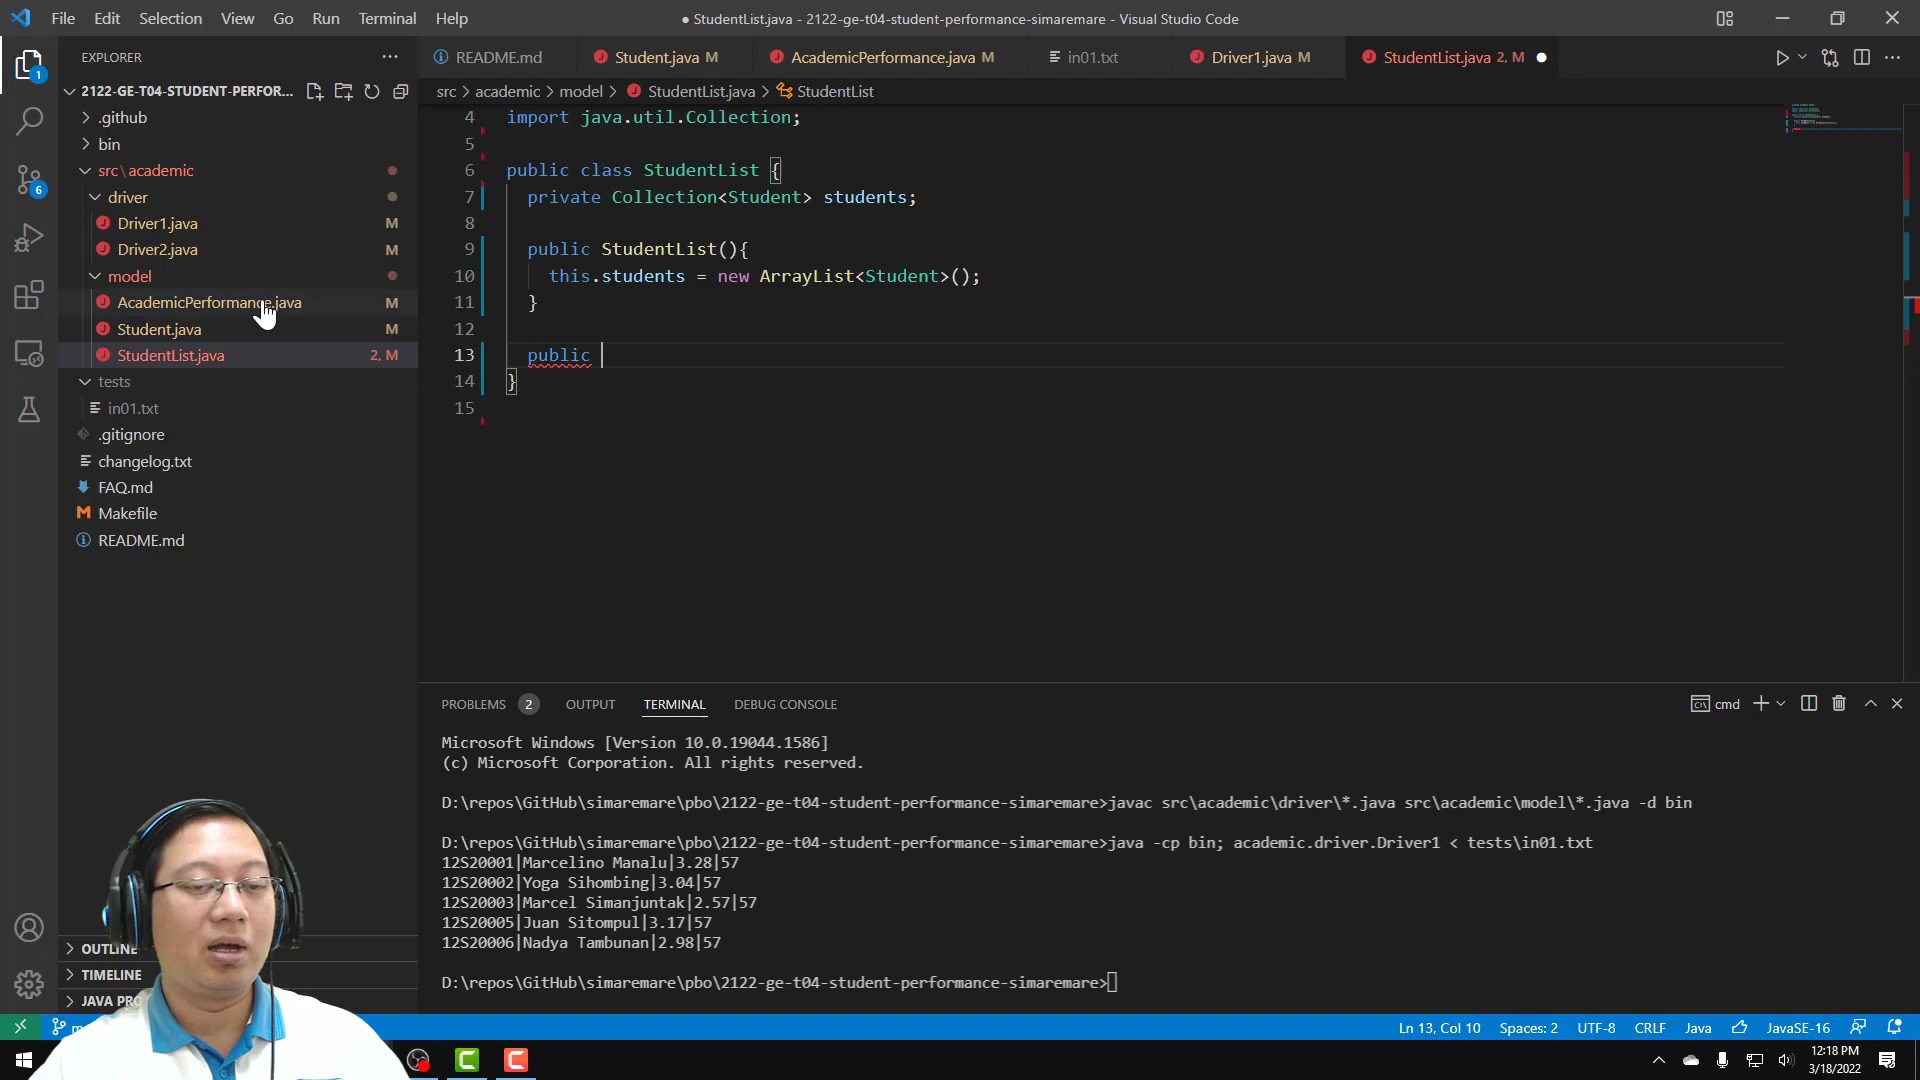 File Edit Selection View Go Run Terminal Help
● StudentList.java - 2122-ge-t04-student-performance-simaremare - Visual Studio Code
EXPLORER
README.md
Student.java M
AcademicPerformance.java M
in01.txt
Driver1.java M
StudentList.java 2, M
1
2122-GE-T04-STUDENT-PERFOR...
src > academic > model > StudentList.java > StudentList
.github
bin
src\academic
driver
Driver1.java M
Driver2.java M
model
AcademicPerformance.java M
Student.java M
StudentList.java 2, M
tests
in01.txt
.gitignore
changelog.txt
FAQ.md
Makefile
README.md
6
4 import java.util.Collection;
5
6 public class StudentList {
7 private Collection<Student> students;
8
9 public StudentList(){
10 this.students = new ArrayList<Student>();
11 }
12
13 public
14 }
15
PROBLEMS 2 OUTPUT TERMINAL DEBUG CONSOLE
cmd
Microsoft Windows [Version 10.0.19044.1586]
(c) Microsoft Corporation. All rights reserved.
D:\repos\GitHub\simaremare\pbo\2122-ge-t04-student-performance-simaremare>javac src\academic\driver\*.java src\academic\model\*.java -d bin
D:\repos\GitHub\simaremare\pbo\2122-ge-t04-student-performance-simaremare>java -cp bin; academic.driver.Driver1 < tests\in01.txt
12S20001|Marcelino Manalu|3.28|57
12S20002|Yoga Sihombing|3.04|57
12S20003|Marcel Simanjuntak|2.57|57
12S20005|Juan Sitompul|3.17|57
12S20006|Nadya Tambunan|2.98|57
D:\repos\GitHub\simaremare\pbo\2122-ge-t04-student-performance-simaremare>
OUTLINE
TIMELINE
JAVA PRO
Ln 13, Col 10 Spaces: 2 UTF-8 CRLF Java JavaSE-16
12:18 PM
3/18/2022